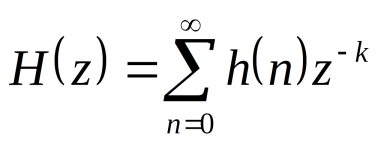 H(z) = ∑_{n=0}^{∞} h(n)z^{-k}